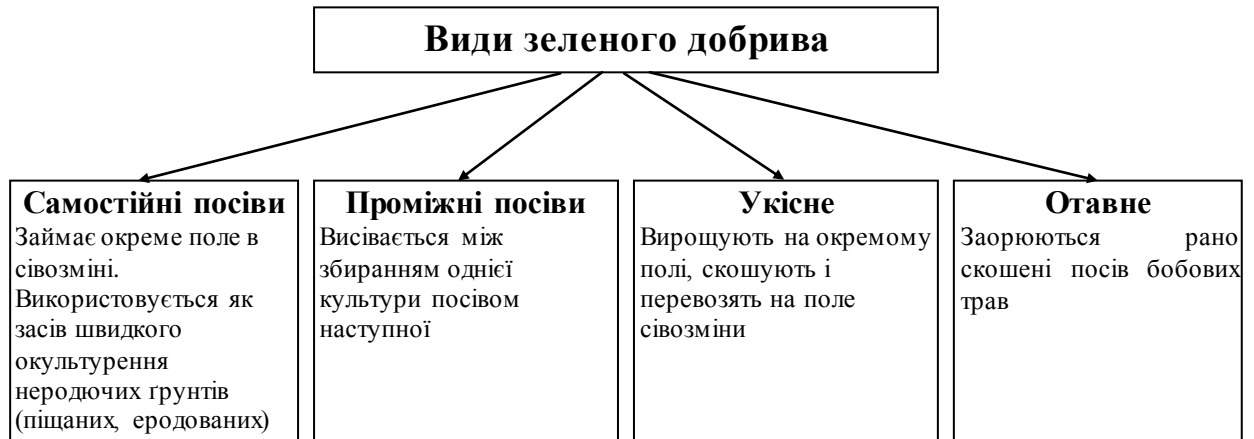 Види зеленого добрива
Самостійні посіви
Займає окреме поле в
сівозміні.
Використовується як
засів швидкого
окультурення
неродючих ґрунтів
(піщаних, еродованих)
Проміжні посіви
Висівається між
збиранням однієї
культури посівом
наступної
Укісне
Вирощують на окремому
полі, скошують і
перевозять на поле
сівозміни
Отавне
Заорюються рано
скошені посів бобових
трав